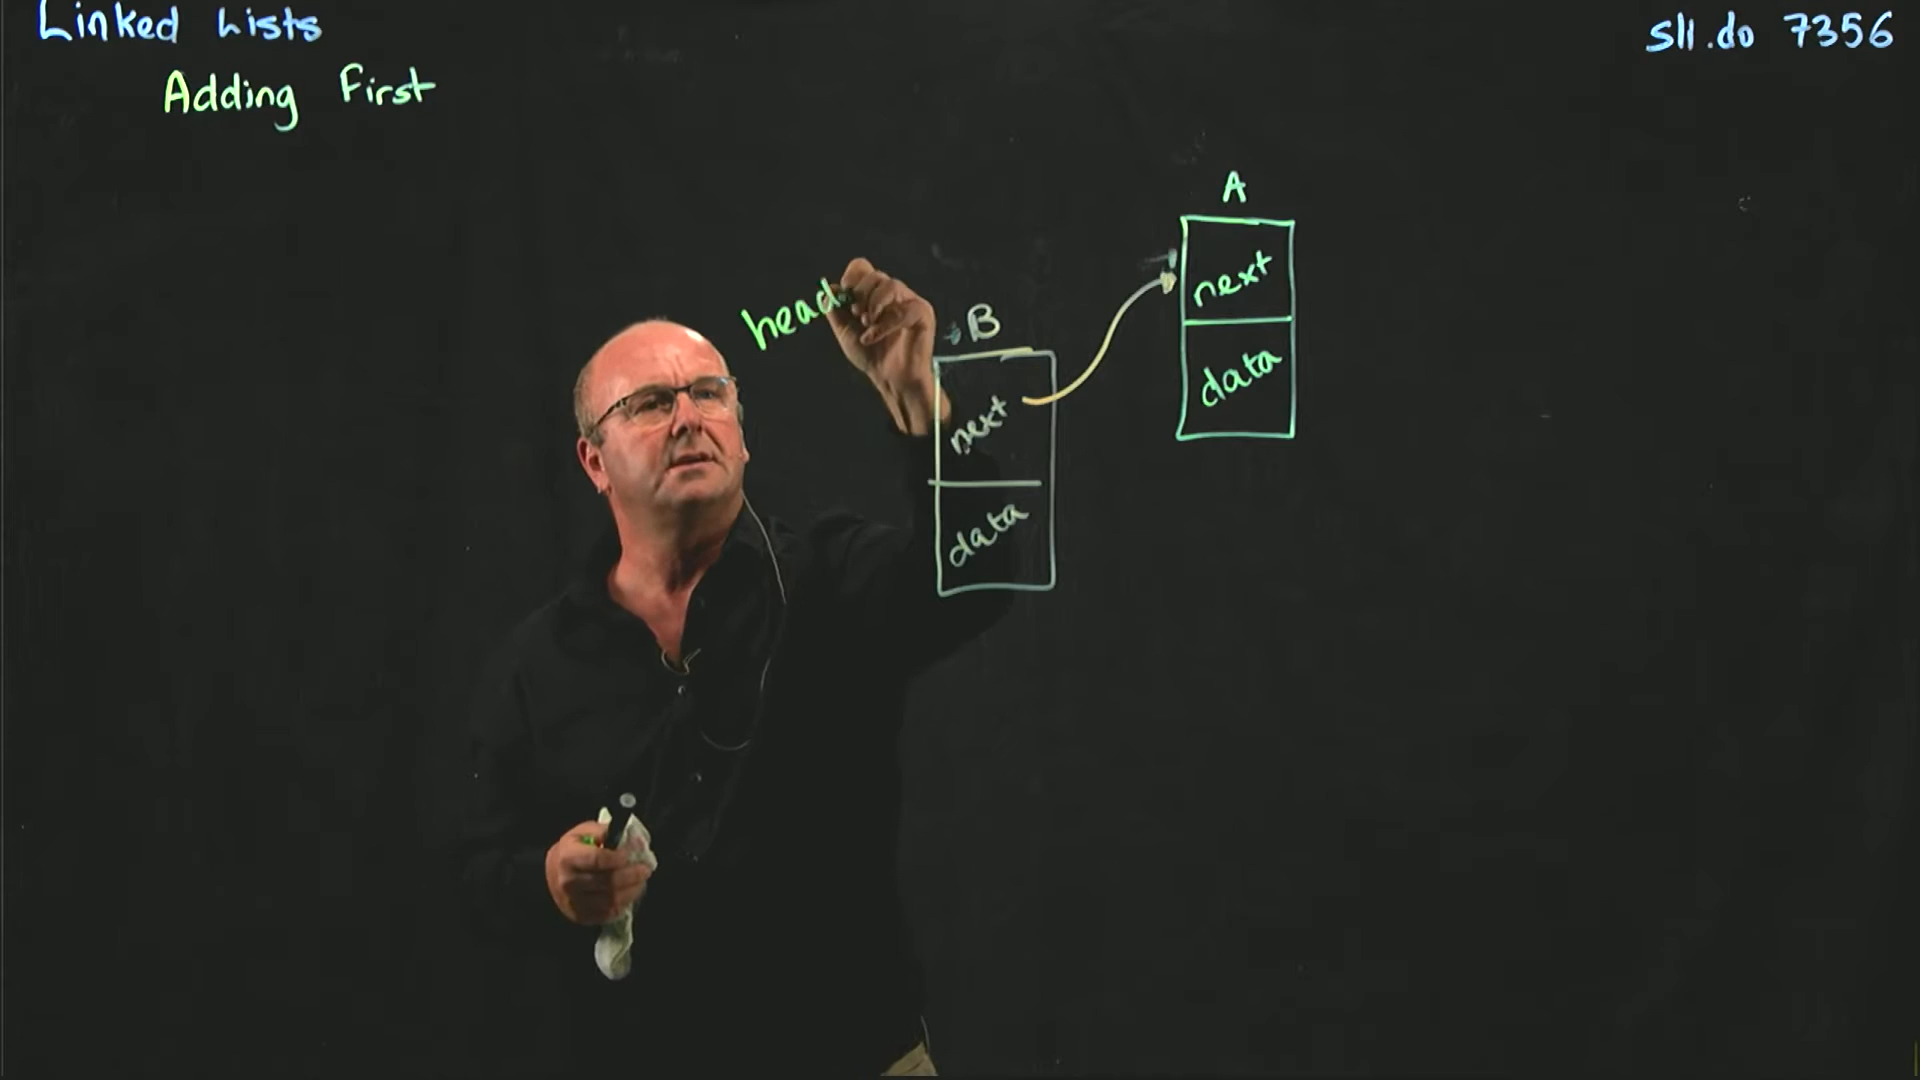 Linked Lists
sli.do 7356
Adding First
A
next
data
head
B
next
data